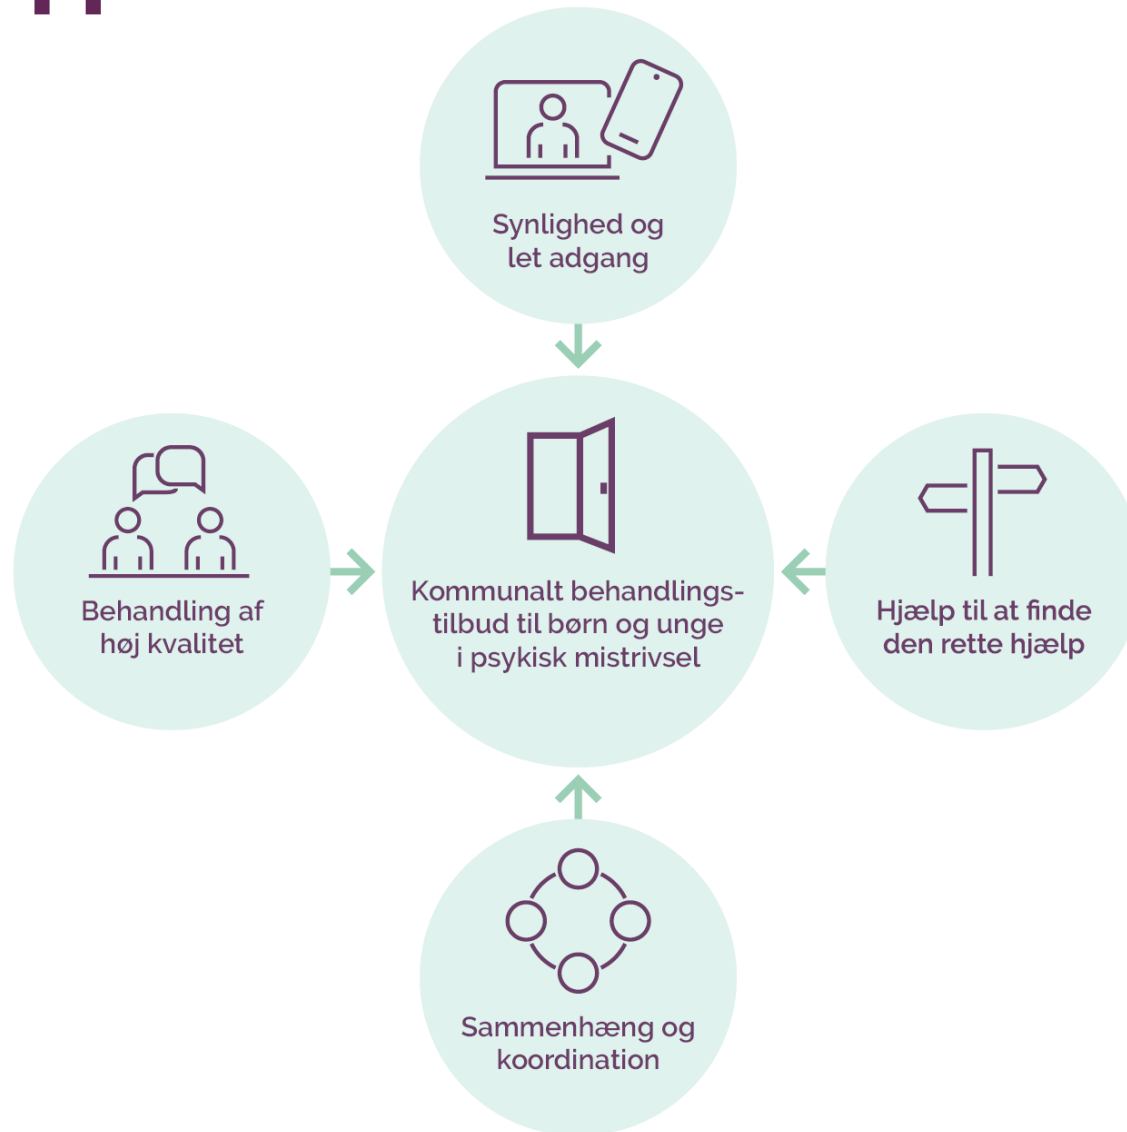 Synlighed og
let adgang
Behandling af
høj kvalitet
Kommunalt behandlings-
tilbud til børn og unge
i psykisk mistrivsel
Hjælp til at finde
den rette hjælp
Sammenhæng og
koordination